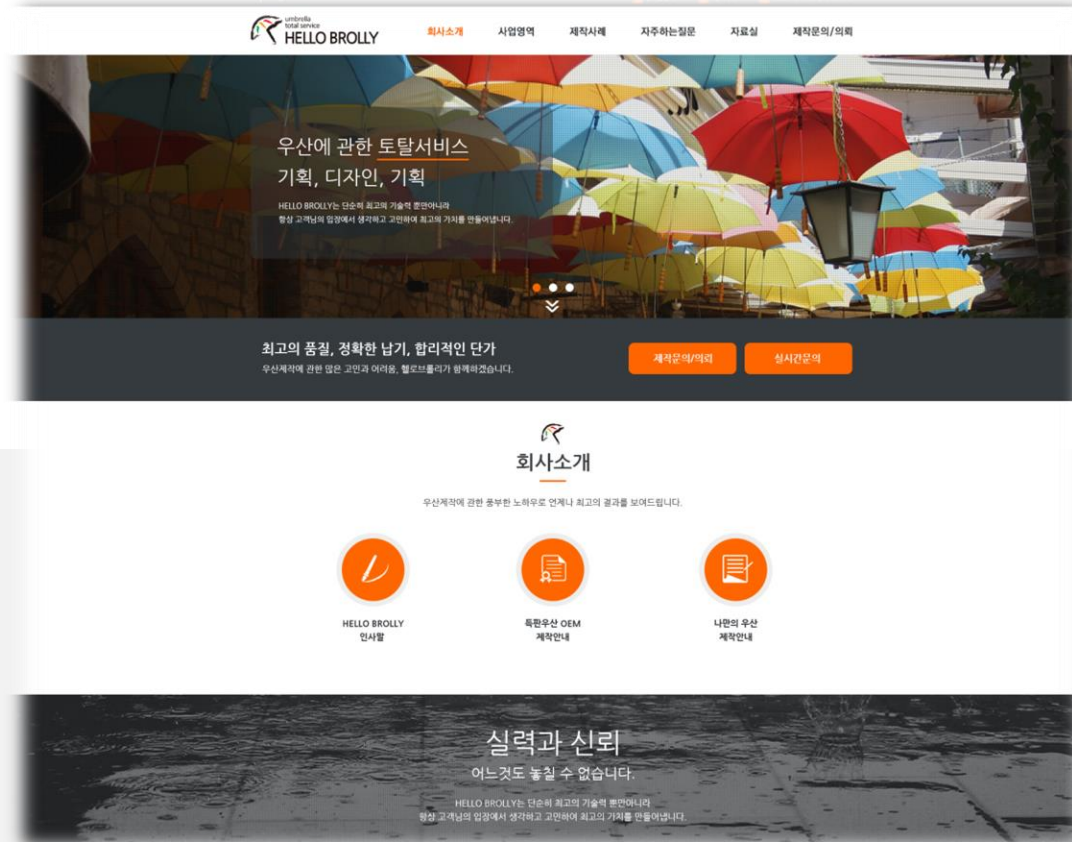 umbrella
total service
HELLO BROLLY
회사소개 사업영역 제작사례 자주하는질문 자료실 제작문의/의뢰
우산에 관한 토탈서비스
기획, 디자인, 기획
HELLO BROLLY는 단순히 최고의 기술력 뿐만아니라
항상 고객님의 입장에서 생각하고 고민하여 최고의 가치를 만들어냅니다.
최고의 품질, 정확한 납기, 합리적인 단가
우산제작에 관한 많은 고민과 어려움, 헬로브롤리가 함께하겠습니다.
제작문의/의뢰 실시간문의
회사소개
우산제작에 관한 풍부한 노하우로 언제나 최고의 결과를 보여드립니다.
HELLO BROLLY
인사말
득판우산 OEM
제작안내
나만의 우산
제작안내
실력과 신뢰
어느것도 놓칠 수 없습니다.
HELLO BROLLY는 단순히 최고의 기술력 뿐만아니라
항상 고객님의 입장에서 생각하고 고민하여 최고의 가치를 만들어냅니다.